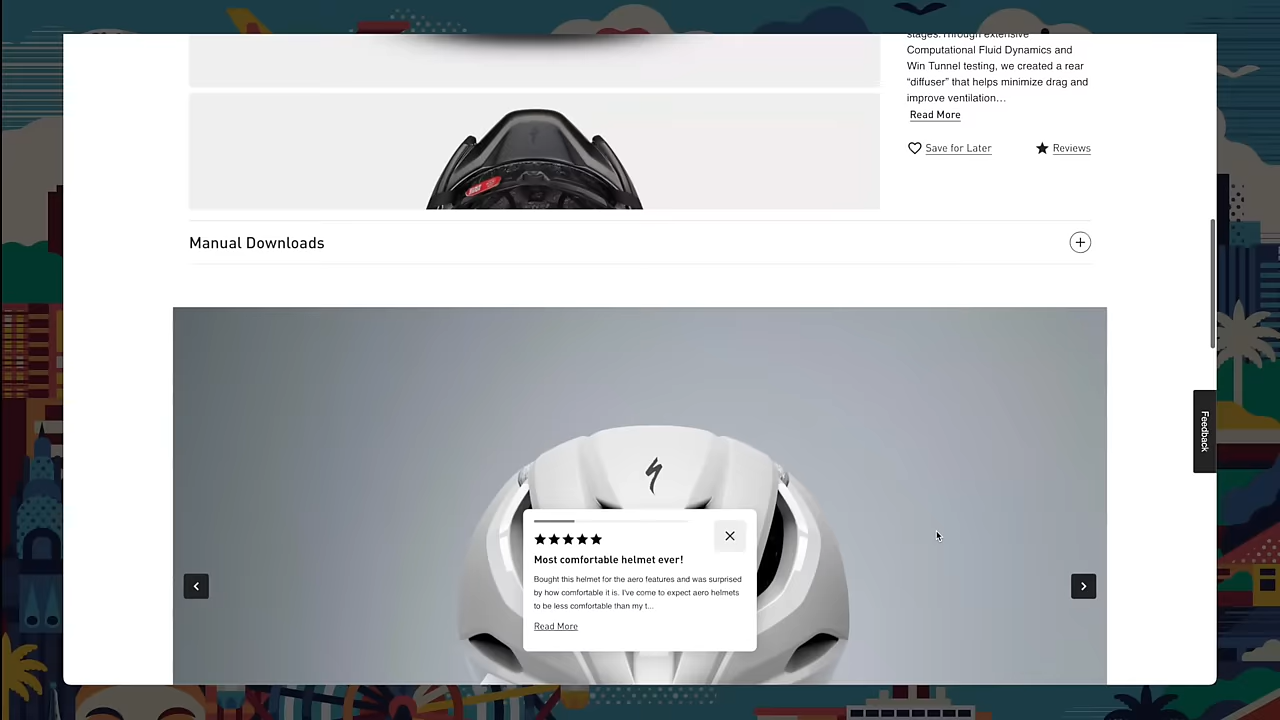 stages. Through extensive
Computational Fluid Dynamics and
Win Tunnel testing, we created a rear
“diffuser” that helps minimize drag and
improve ventilation…
Read More
Save for Later
Reviews
Manual Downloads
Feedback
Most comfortable helmet ever!
Bought this helmet for the aero features and was surprised
by how comfortable it is. I've come to expect aero helmets
to be less comfortable than my t...
Read More